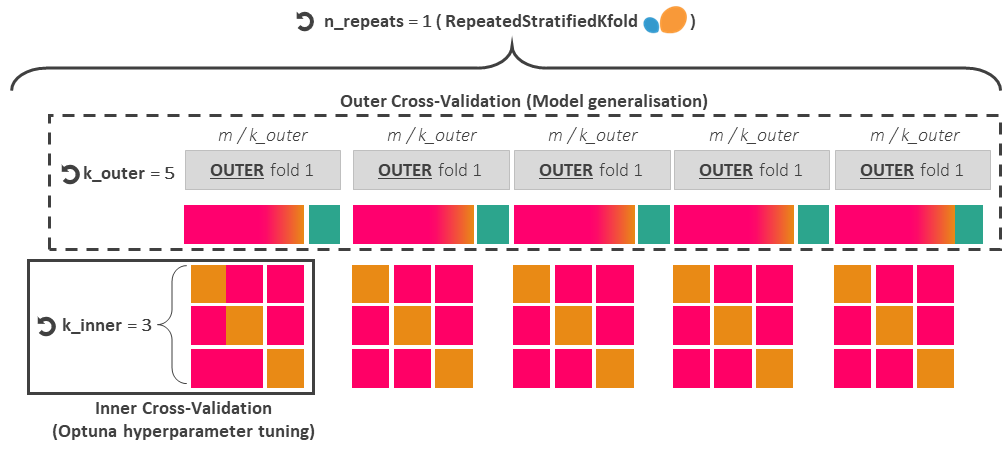 n_repeats = 1 ( RepeatedStratifiedKfold )
Outer Cross-Validation (Model generalisation)
m / k_outer m / k_outer m / k_outer m / k_outer m / k_outer
k_outer = 5
OUTER fold 1 OUTER fold 1 OUTER fold 1 OUTER fold 1 OUTER fold 1
k_inner = 3
Inner Cross-Validation
(Optuna hyperparameter tuning)